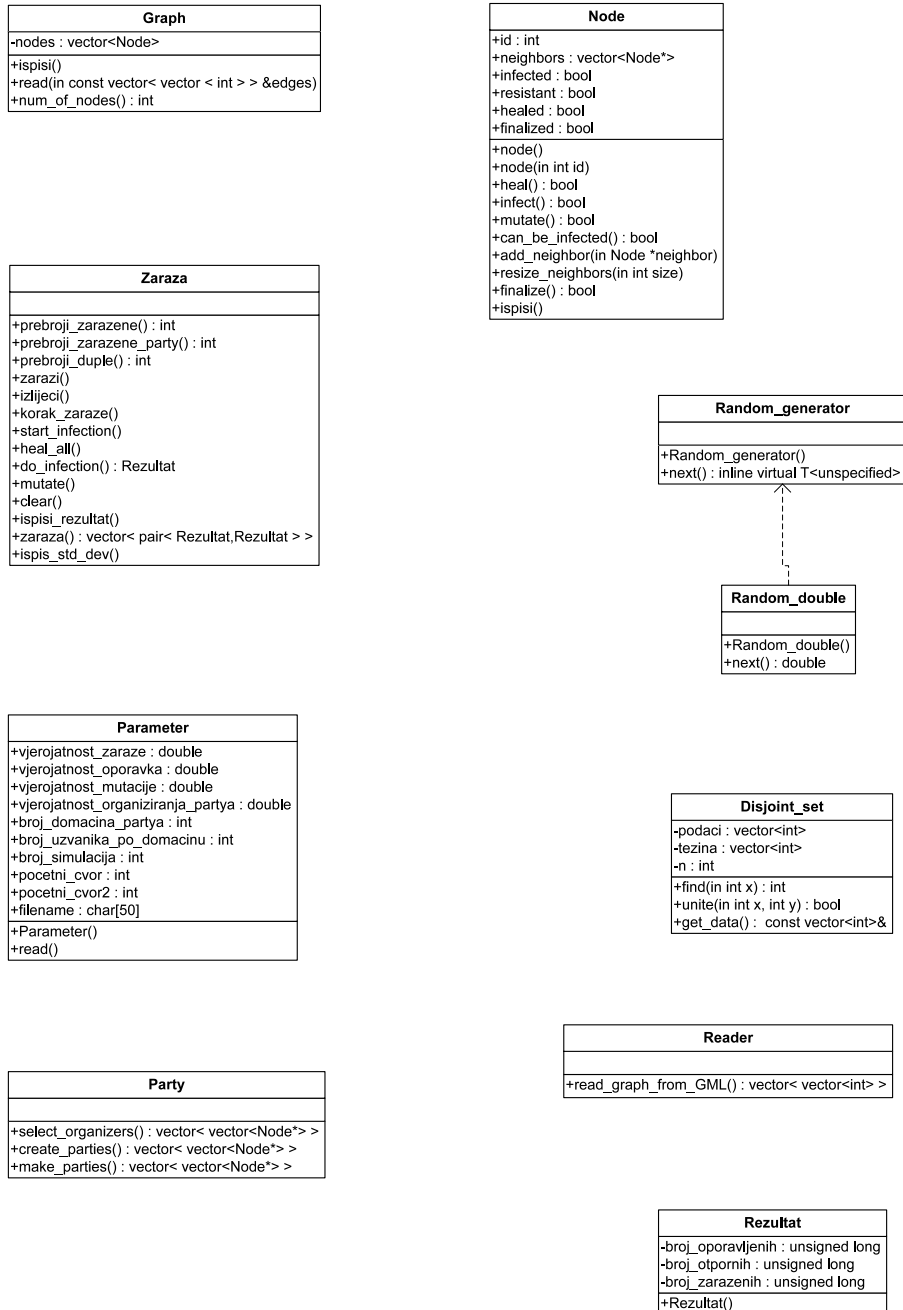 Graph
-nodes : vector<Node>
+ispisi()
+read(in const vector< vector < int > > &edges)
+num_of_nodes() : int
Node
+id : int
+neighbors : vector<Node*>
+infected : bool
+resistant : bool
+healed : bool
+finalized : bool
+node()
+node(in int id)
+heal() : bool
+infect() : bool
+mutate() : bool
+can_be_infected() : bool
+add_neighbor(in Node *neighbor)
+resize_neighbors(in int size)
+finalize() : bool
+ispisi()
Zaraza
+prebroji_zarazene() : int
+prebroji_zarazene_party() : int
+prebroji_duple() : int
+zarazi()
+izlijeci()
+korak_zaraze()
+start_infection()
+heal_all()
+do_infection() : Rezultat
+mutate()
+clear()
+ispisi_rezultat()
+zaraza() : vector< pair< Rezultat,Rezultat > >
+ispis_std_dev()
Random_generator
+Random_generator()
+next() : inline virtual T<unspecified>
Random_double
+Random_double()
+next() : double
Parameter
+vjerojatnost_zaraze : double
+vjerojatnost_oporavka : double
+vjerojatnost_mutacije : double
+vjerojatnost_organiziranja_partya : double
+broj_domacina_partya : int
+broj_uzvanika_po_domacinu : int
+broj_simulacija : int
+pocetni_cvor : int
+pocetni_cvor2 : int
+filename : char[50]
+Parameter()
+read()
Disjoint_set
-podaci : vector<int>
-tezina : vector<int>
-n : int
+find(in int x) : int
+unite(in int x, int y) : bool
+get_data() : const vector<int>&
Reader
+read_graph_from_GML() : vector< vector<int> >
Party
+select_organizers() : vector< vector<Node*> >
+create_parties() : vector< vector<Node*> >
+make_parties() : vector< vector<Node*> >
Rezultat
-broj_oporavljenih : unsigned long
-broj_otpornih : unsigned long
-broj_zarazenih : unsigned long
+Rezultat()